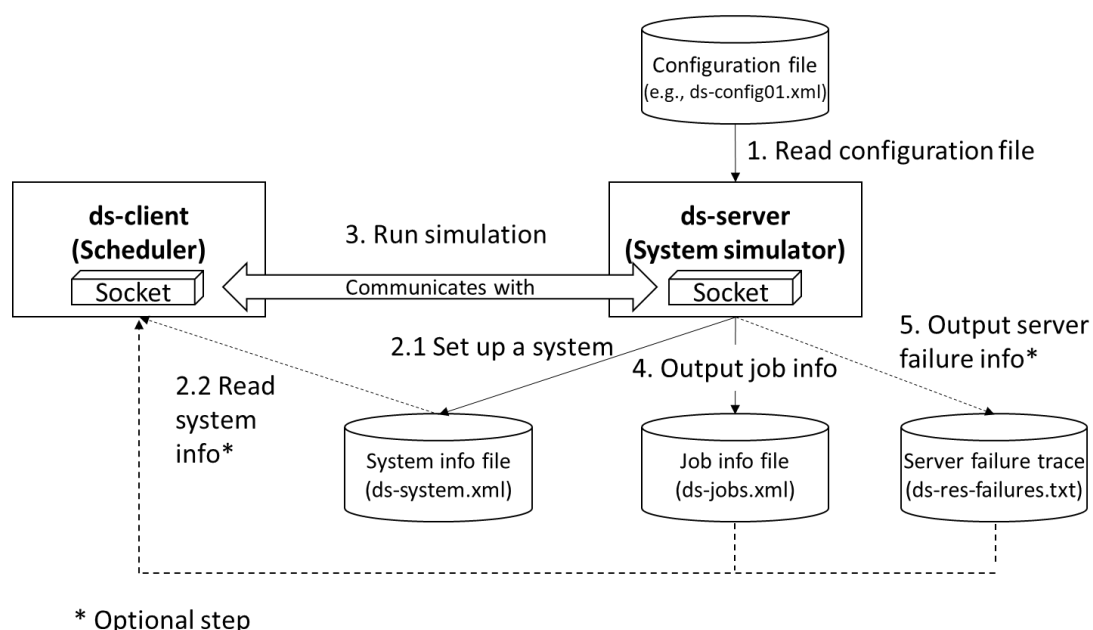 Configuration file
(e.g., ds-config01.xml)
1. Read configuration file
ds-client
(Scheduler)
Socket
3. Run simulation
Communicates with
ds-server
(System simulator)
Socket
2.1 Set up a system
4. Output job info
5. Output server
failure info*
2.2 Read
system
info*
System info file
(ds-system.xml)
Job info file
(ds-jobs.xml)
Server failure trace
(ds-res-failures.txt)
* Optional step